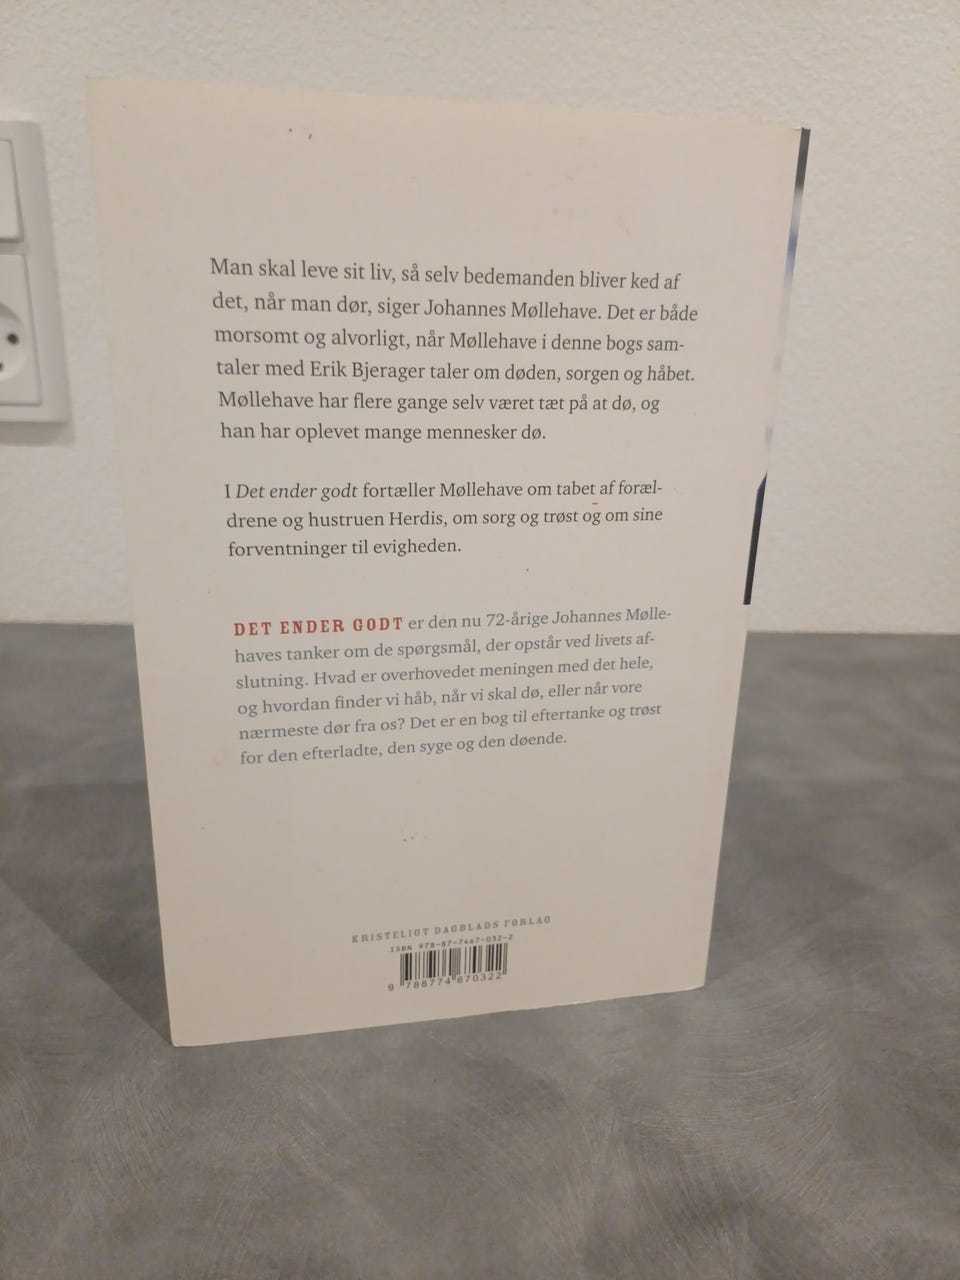 Man skal leve sit liv, så selv bedemanden bliver ked af
det, når man dør, siger Johannes Møllehave. Det er både
morsomt og alvorligt, når Møllehave i denne bogs sam-
taler med Erik Bjerager taler om døden, sorgen og håbet.
Møllehave har flere gange selv været tæt på at dø, og
han har oplevet mange mennesker dø.
I Det ender godt fortæller Møllehave om tabet af foræl-
drene og hustruen Herdis, om sorg og trøst og om sine
forventninger til evigheden.
DET ENDER GODT er den nu 72-årige Johannes Mølle-
haves tanker om de spørgsmål, der opstår ved livets af-
slutning. Hvad er overhovedet meningen med det hele,
og hvordan finder vi håb, når vi skal dø, eller når vore
nærmeste dør fra os? Det er en bog til eftertanke og trøst
for den efterladte, den syge og den døende.
KRISTELIGT DAGBLADS FORLAG
ISBN 978-87-7467-032-2
9 788774 670322